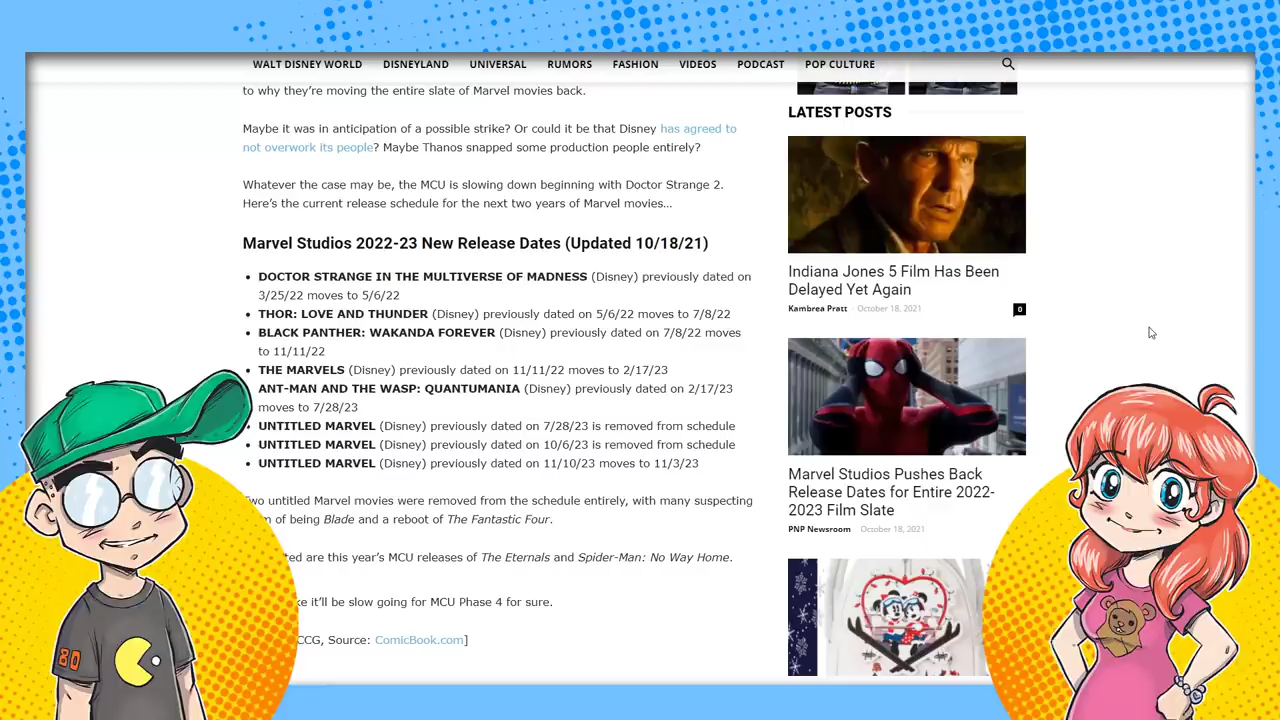 WALT DISNEY WORLD DISNEYLAND UNIVERSAL RUMORS FASHION VIDEOS PODCAST POP CULTURE
to why they're moving the entire slate of Marvel movies back.
Maybe it was in anticipation of a possible strike? Or could it be that Disney has agreed to
not overwork its people? Maybe Thanos snapped some production people entirely?
Whatever the case may be, the MCU is slowing down beginning with Doctor Strange 2.
Here's the current release schedule for the next two years of Marvel movies…
Marvel Studios 2022-23 New Release Dates (Updated 10/18/21)
DOCTOR STRANGE IN THE MULTIVERSE OF MADNESS (Disney) previously dated on
3/25/22 moves to 5/6/22
THOR: LOVE AND THUNDER (Disney) previously dated on 5/6/22 moves to 7/8/22
BLACK PANTHER: WAKANDA FOREVER (Disney) previously dated on 7/8/22 moves
to 11/11/22
THE MARVELS (Disney) previously dated on 11/11/22 moves to 2/17/23
ANT-MAN AND THE WASP: QUANTUMANIA (Disney) previously dated on 2/17/23
moves to 7/28/23
UNTITLED MARVEL (Disney) previously dated on 7/28/23 is removed from schedule
UNTITLED MARVEL (Disney) previously dated on 10/6/23 is removed from schedule
UNTITLED MARVEL (Disney) previously dated on 11/10/23 moves to 11/3/23
Two untitled Marvel movies were removed from the schedule entirely, with many suspecting
of being Blade and a reboot of The Fantastic Four.
are this year's MCU releases of The Eternals and Spider-Man: No Way Home.
it'll be slow going for MCU Phase 4 for sure.
CCG, Source: ComicBook.com]
LATEST POSTS
Indiana Jones 5 Film Has Been
Delayed Yet Again
Kambrea Pratt - October 18, 2021
0
Marvel Studios Pushes Back
Release Dates for Entire 2022-
2023 Film Slate
PNP Newsroom - October 18, 2021
80